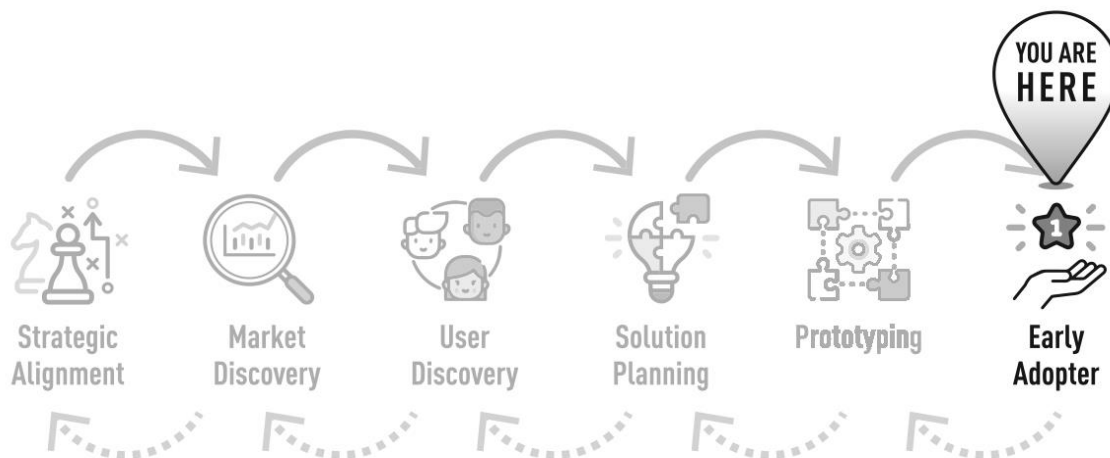 YOU ARE
HERE
1
Strategic
Alignment
Market
Discovery
User
Discovery
Solution
Planning
Prototyping
Early
Adopter